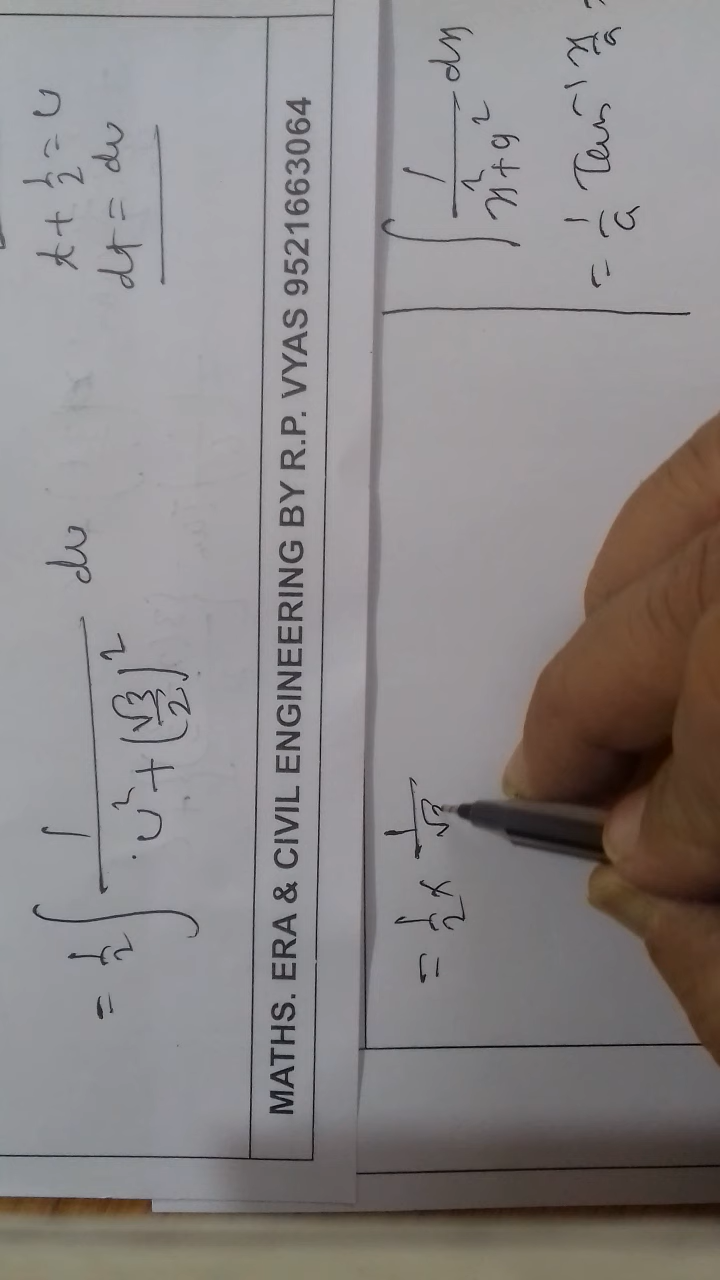 t + 1/2 = u
dt = du
= 1/2 ∫ 1/(u² + (√3/2)²) du
MATHS. ERA & CIVIL ENGINEERING BY R.P. VYAS 9521663064
∫ 1/(x² + a²) dx
= 1/a Tan⁻¹ x/a
= 1/2 × 1/√3